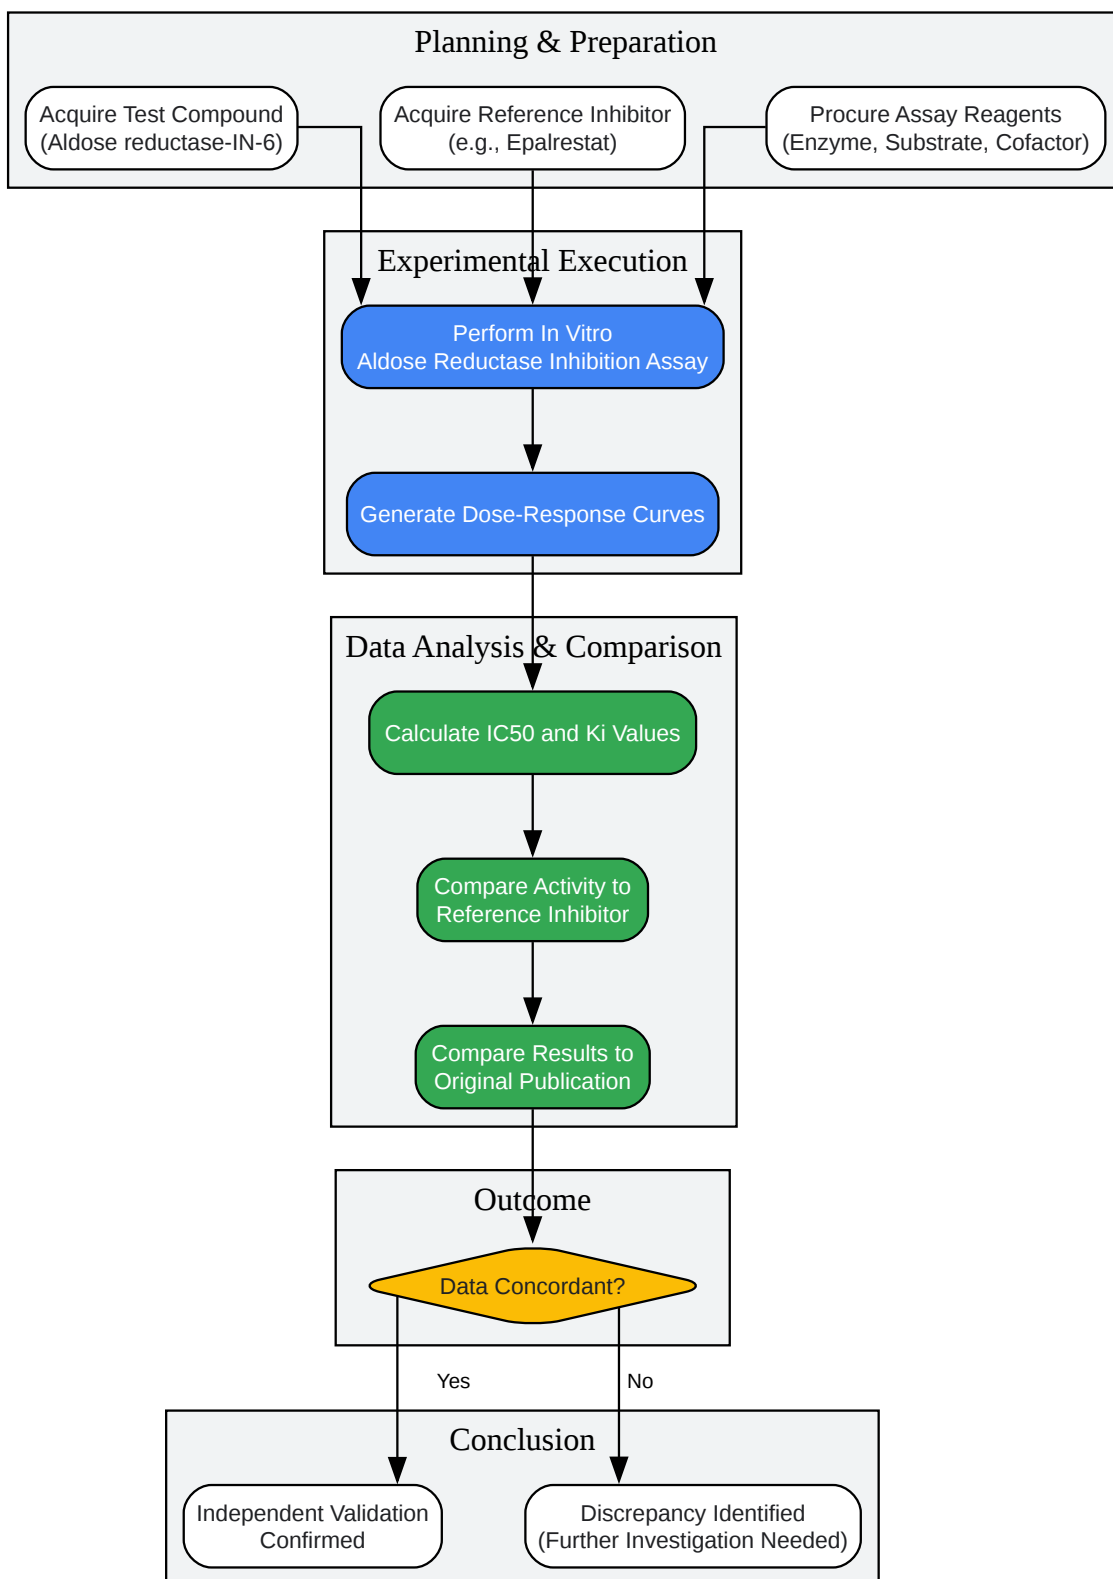 Planning & Preparation
Acquire Test Compound
(Aldose reductase-IN-6)
Acquire Reference Inhibitor
(e.g., Epalrestat)
Procure Assay Reagents
(Enzyme, Substrate, Cofactor)
Experimental Execution
Perform In Vitro
Aldose Reductase Inhibition Assay
Generate Dose-Response Curves
Data Analysis & Comparison
Calculate IC50 and Ki Values
Compare Activity to
Reference Inhibitor
Compare Results to
Original Publication
Outcome
Data Concordant?
Yes
No
Conclusion
Independent Validation
Confirmed
Discrepancy Identified
(Further Investigation Needed)